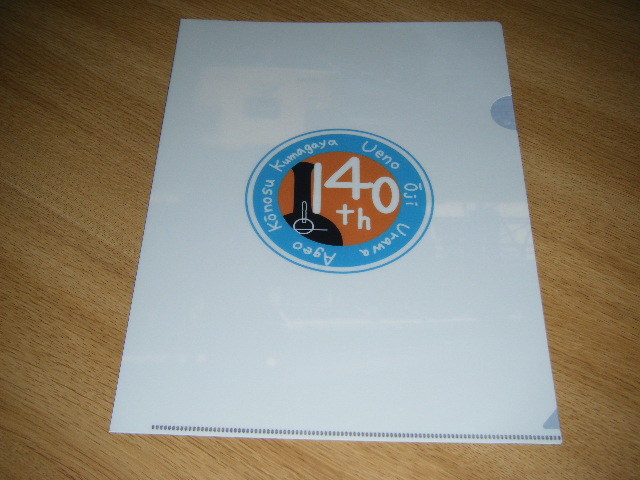 Ueno
Ōji
Urawa
Ageo
Kōnosu
Kumagaya
140
th